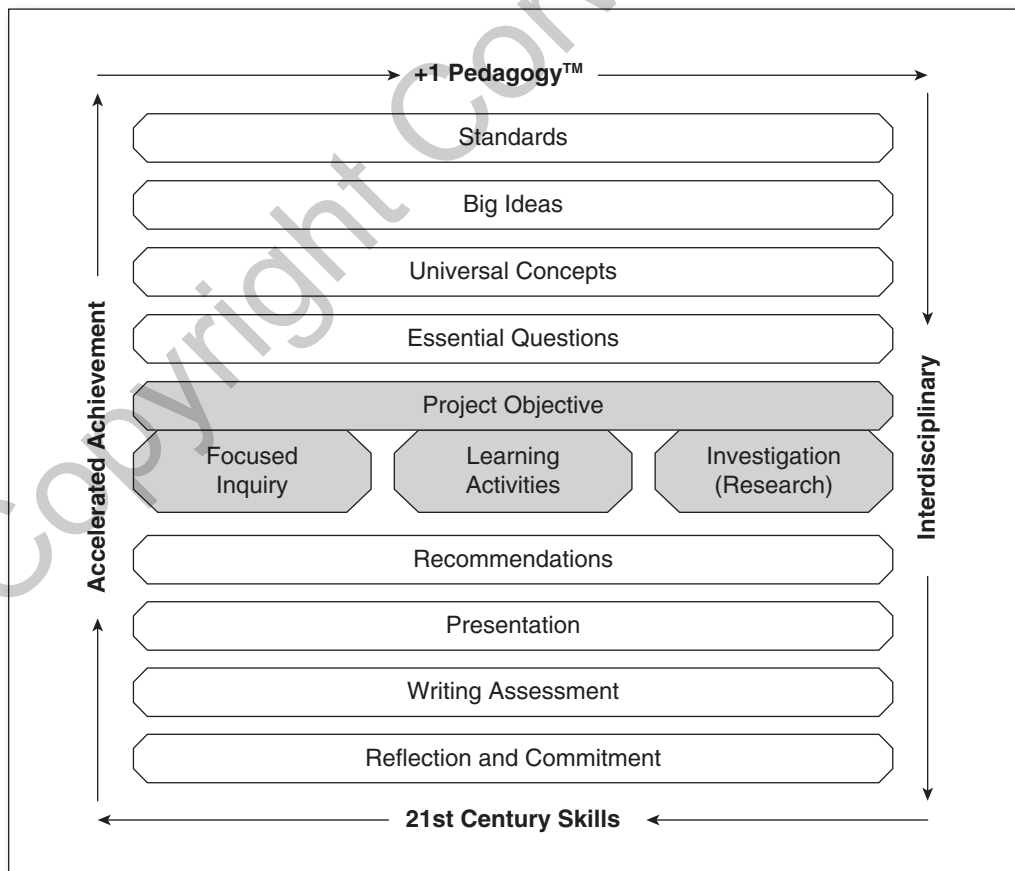 +1 Pedagogy™
Standards
Big Ideas
Universal Concepts
Essential Questions
Project Objective
Focused
Inquiry
Learning
Activities
Investigation
(Research)
Recommendations
Presentation
Writing Assessment
Reflection and Commitment
21st Century Skills
Accelerated Achievement
Interdisciplinary
Copyright